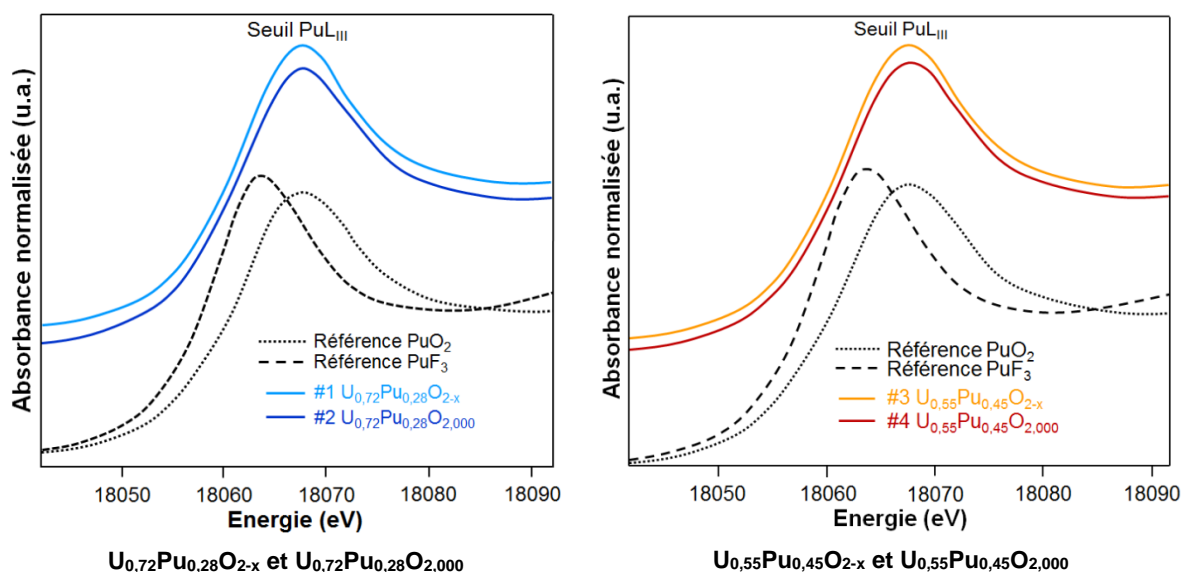 Seuil PuLIII
Absorbance normalisée (u.a.)
Référence PuO2
Référence PuF3
#1 U0,72Pu0,28O2-x
#2 U0,72Pu0,28O2,000
18050 18060 18070 18080 18090
Energie (eV)
U0,72Pu0,28O2-x et U0,72Pu0,28O2,000
Seuil PuLIII
Absorbance normalisée (u.a.)
Référence PuO2
Référence PuF3
#3 U0,55Pu0,45O2-x
#4 U0,55Pu0,45O2,000
18050 18060 18070 18080 18090
Energie (eV)
U0,55Pu0,45O2-x et U0,55Pu0,45O2,000